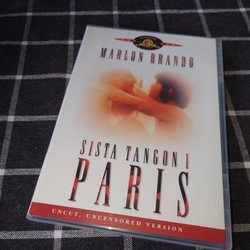 MARLON BRANDO
SISTA TANGON I
PARIS
UNCUT, UNCENSORED VERSION